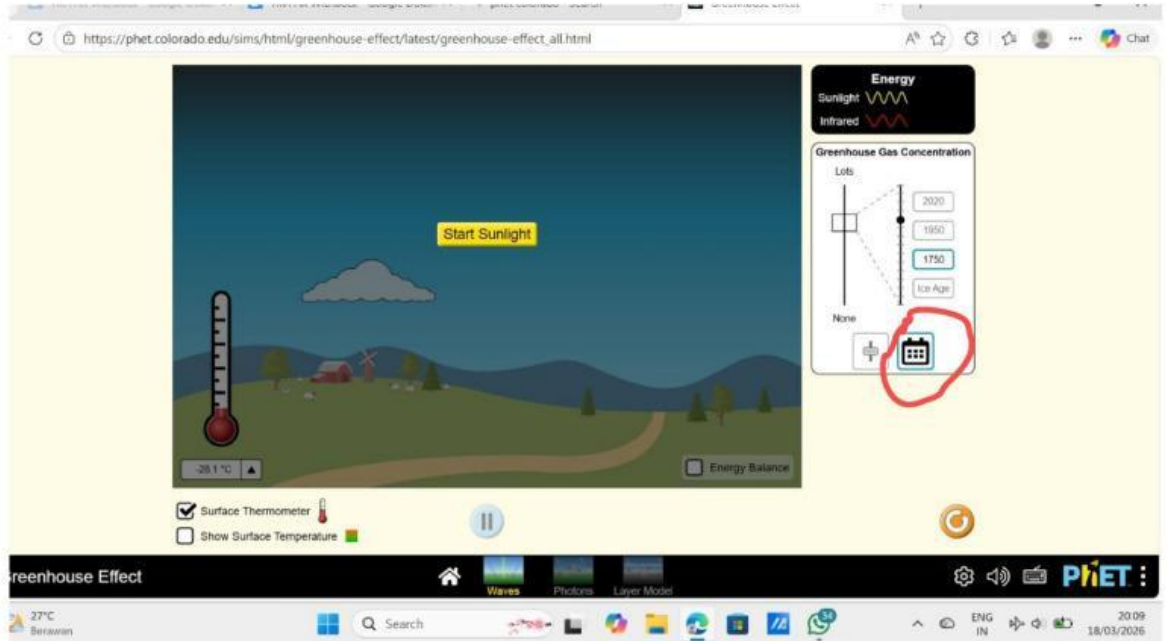 https://phet.colorado.edu/sims/html/greenhouse-effect/latest/greenhouse-effect_all.html
Chat
Energy
Sunlight
Infrared
Greenhouse Gas Concentration
Lots
2020
1950
1750
Ice Age
None
Start Sunlight
-28.1 °C
Energy Balance
Surface Thermometer
Show Surface Temperature
reenhouse Effect
Waves
Photons
Layer Model
PhET
27°C
Berawan
Search
54
ENG
IN
20:09
18/03/2026